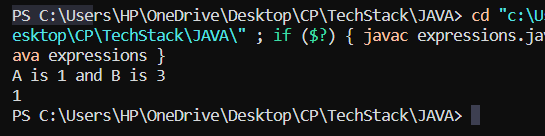 PS C:\Users\HP\OneDrive\Desktop\CP\TechStack\JAVA> cd "c:\U
esktop\CP\TechStack\JAVA\" ; if ($?) { javac expressions.jav
ava expressions }
A is 1 and B is 3
1
PS C:\Users\HP\OneDrive\Desktop\CP\TechStack\JAVA>